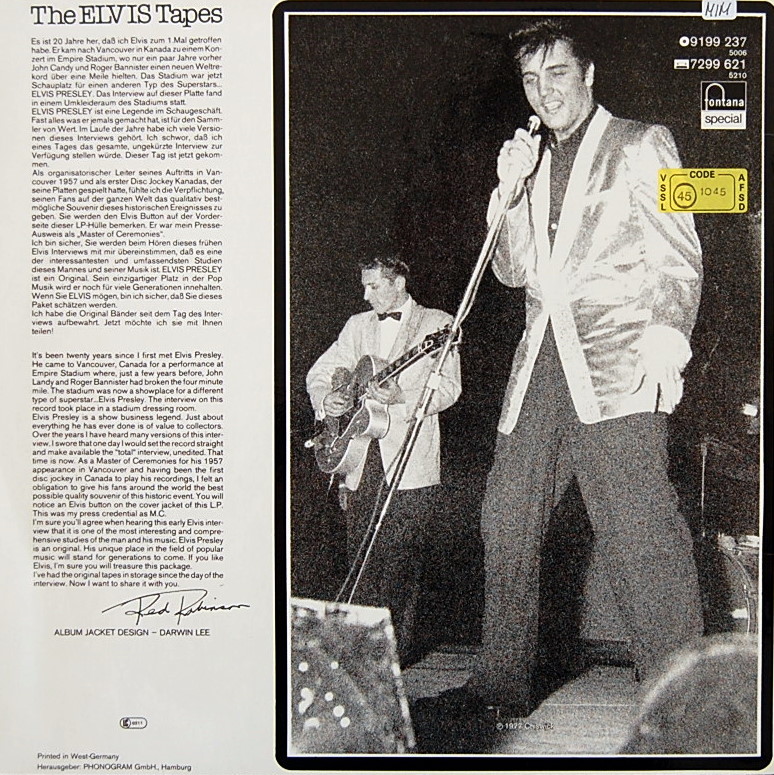 The ELVIS Tapes
Es ist 20 Jahre her, daß ich Elvis zum 1.Mal getroffen
habe. Er kam nach Vancouver in Kanada zu einem Kon-
zert im Empire Stadium, wo nur ein paar Jahre vorher
John Candy und Roger Bannister einen neuen Weltre-
kord über eine Meile hielten. Das Stadium war jetzt
Schauplatz für einen anderen Typ des Superstars...
ELVIS PRESLEY. Das Interview auf dieser Platte fand
in einem Umkleideraum des Stadiums statt.
ELVIS PRESLEY ist eine Legende im Schaugeschäft.
Fast alles was er jemals gemacht hat, ist für den Samm-
ler von Wert. Im Laufe der Jahre habe ich viele Versio-
nen dieses Interviews gehört. Ich schwor, daß ich
eines Tages das gesamte, ungekürzte Interview zur
Verfügung stellen würde. Dieser Tag ist jetzt gekom-
men.
Als organisatorischer Leiter seines Auftritts in Van-
couver 1957 und als erster Disc Jockey Kanadas, der
seine Platten gespielt hatte, fühlte ich die Verpflichtung,
seinen Fans auf der ganzen Welt das qualitativ best-
mögliche Souvenir dieses historischen Ereignisses zu
geben. Sie werden den Elvis Button auf der Vorder-
seite dieser LP-Hülle bemerken. Er war mein Presse-
Ausweis als „Master of Ceremonies".
Ich bin sicher, Sie werden beim Hören dieses frühen
Elvis Interviews mit mir übereinstimmen, daß es eine
der interessantesten und umfassendsten Studien
dieses Mannes und seiner Musik ist. ELVIS PRESLEY
ist ein Original. Sein einzigartiger Platz in der Pop
Musik wird er noch für viele Generationen innehalten.
Wenn Sie ELVIS mögen, bin ich sicher, daß Sie dieses
Paket schätzen werden.
Ich habe die Original Bänder seit dem Tag des Inter-
views aufbewahrt. Jetzt möchte ich sie mit Ihnen
teilen!
It's been twenty years since I first met Elvis Presley.
He came to Vancouver, Canada for a performance at
Empire Stadium where, just a few years before, John
Landy and Roger Bannister had broken the four minute
mile. The stadium was now a showplace for a different
type of superstar...Elvis Presley. The interview on this
record took place in a stadium dressing room.
Elvis Presley is a show business legend. Just about
everything he has ever done is of value to collectors.
Over the years I have heard many versions of this inter-
view. I swore that one day I would set the record straight
and make available the "total" interview, unedited. That
time is now. As a Master of Ceremonies for his 1957
appearance in Vancouver and having been the first
disc jockey in Canada to play his recordings, I felt an
obligation to give his fans around the world the best
possible quality souvenir of this historic event. You will
notice an Elvis button on the cover jacket of this L.P.
This was my press credential as M.C.
I'm sure you'll agree when hearing this early Elvis inter-
view that it is one of the most interesting and compre-
hensive studies of the man and his music. Elvis Presley
is an original. His unique place in the field of popular
music will stand for generations to come. If you like
Elvis, I'm sure you will treasure this package.
I've had the original tapes in storage since the day of the
interview. Now I want to share it with you.
Red Robinson
ALBUM JACKET DESIGN – DARWIN LEE
Printed in West-Germany
Herausgeber: PHONOGRAM GmbH., Hamburg
M/M
9199 237
5006
7299 621
5210
fontana
special
VSSL CODE AFSD
45 1045
℗ 1977